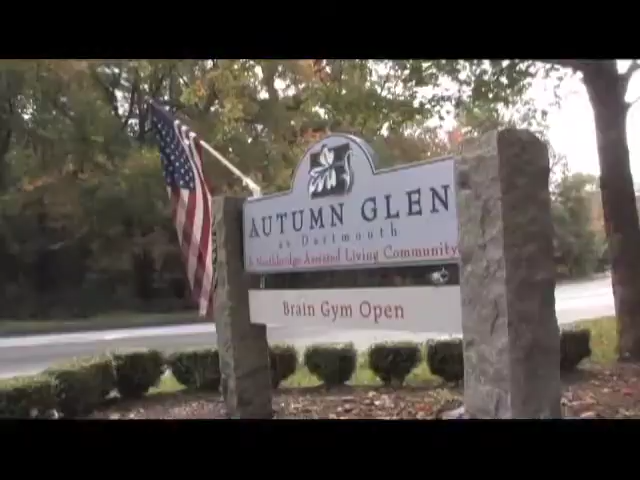 AUTUMN GLEN
at Dartmouth
A Northbridge Assisted Living Community
Brain Gym Open